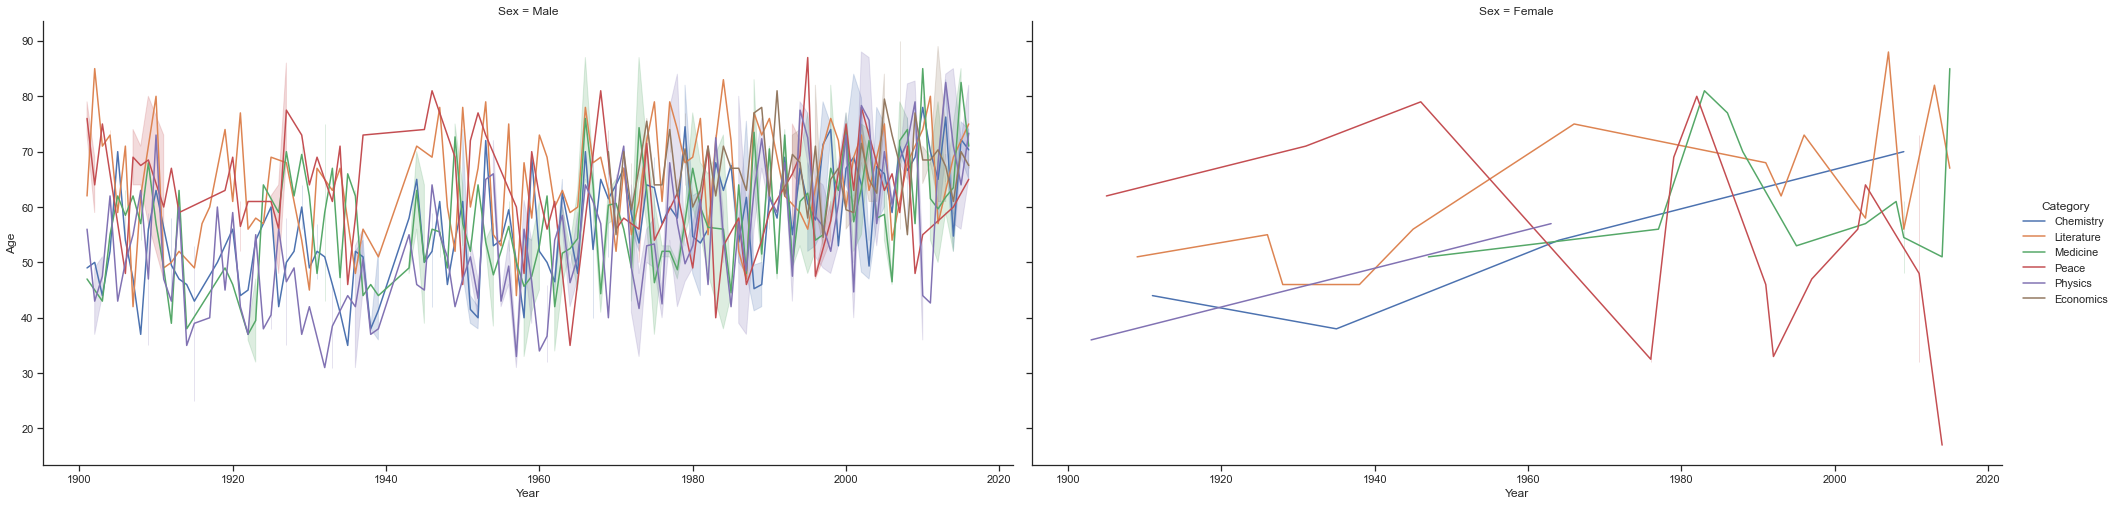 Sex = Male
Sex = Female
Age
90
80
70
60
50
40
30
20
1900
1920
1940
1960
1980
2000
2020
Year
1900
1920
1940
1960
1980
2000
2020
Year
Category
Chemistry
Literature
Medicine
Peace
Physics
Economics